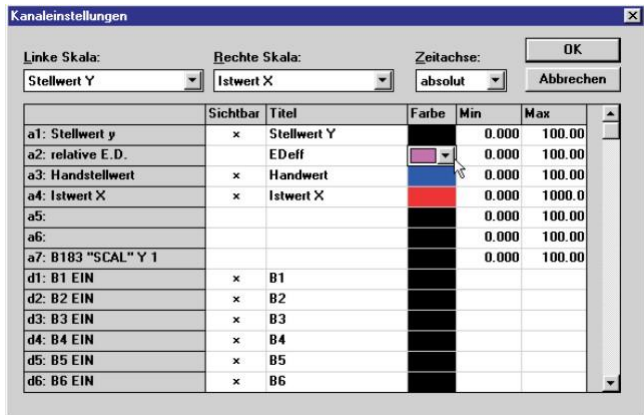 Kanaleinstellungen
Linke Skala: Rechte Skala: Zeitachse: OK
Stellwert Y Istwert X absolut Abbrechen
Sichtbar Titel Farbe Min Max
a1: Stellwert y × Stellwert Y 0.000 100.00
a2: relative E.D. EDeff 0.000 100.00
a3: Handstellwert × Handwert 0.000 100.00
a4: Istwert X × Istwert X 0.000 1000.0
a5: 0.000 100.00
a6: 0.000 100.00
a7: B183 "SCAL" Y 1 0.000 100.00
d1: B1 EIN × B1
d2: B2 EIN × B2
d3: B3 EIN × B3
d4: B4 EIN × B4
d5: B5 EIN × B5
d6: B6 EIN × B6